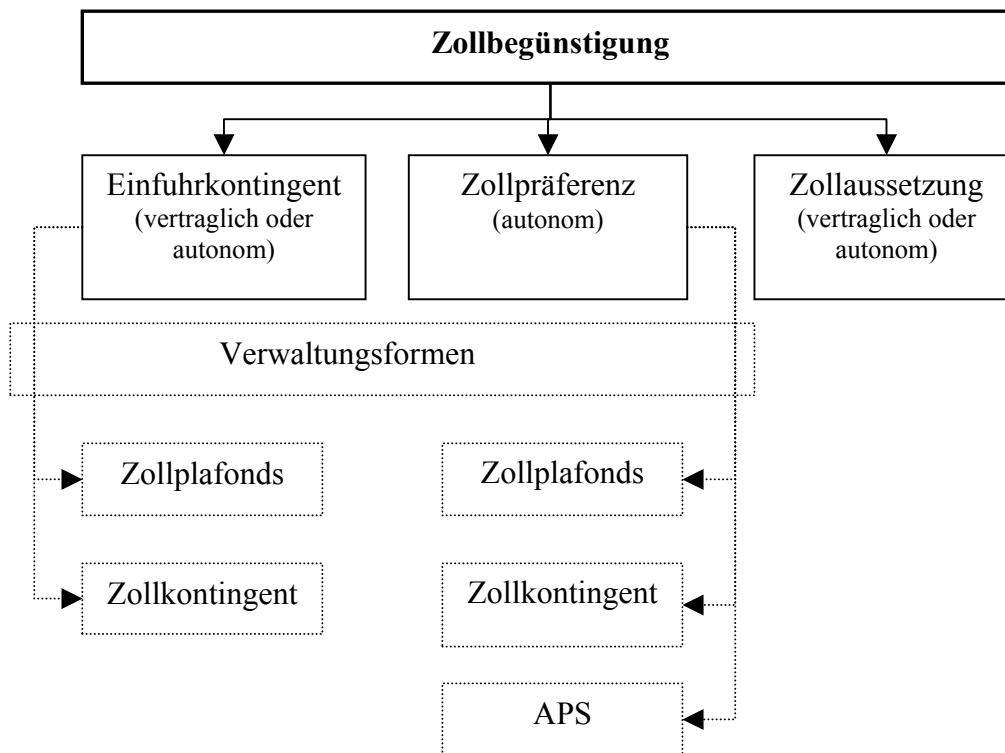 Zollbegünstigung
Einfuhrkontingent
(vertraglich oder
autonom)
Zollpräferenz
(autonom)
Zollaussetzung
(vertraglich oder
autonom)
Verwaltungsformen
Zollplafonds
Zollplafonds
Zollkontingent
Zollkontingent
APS